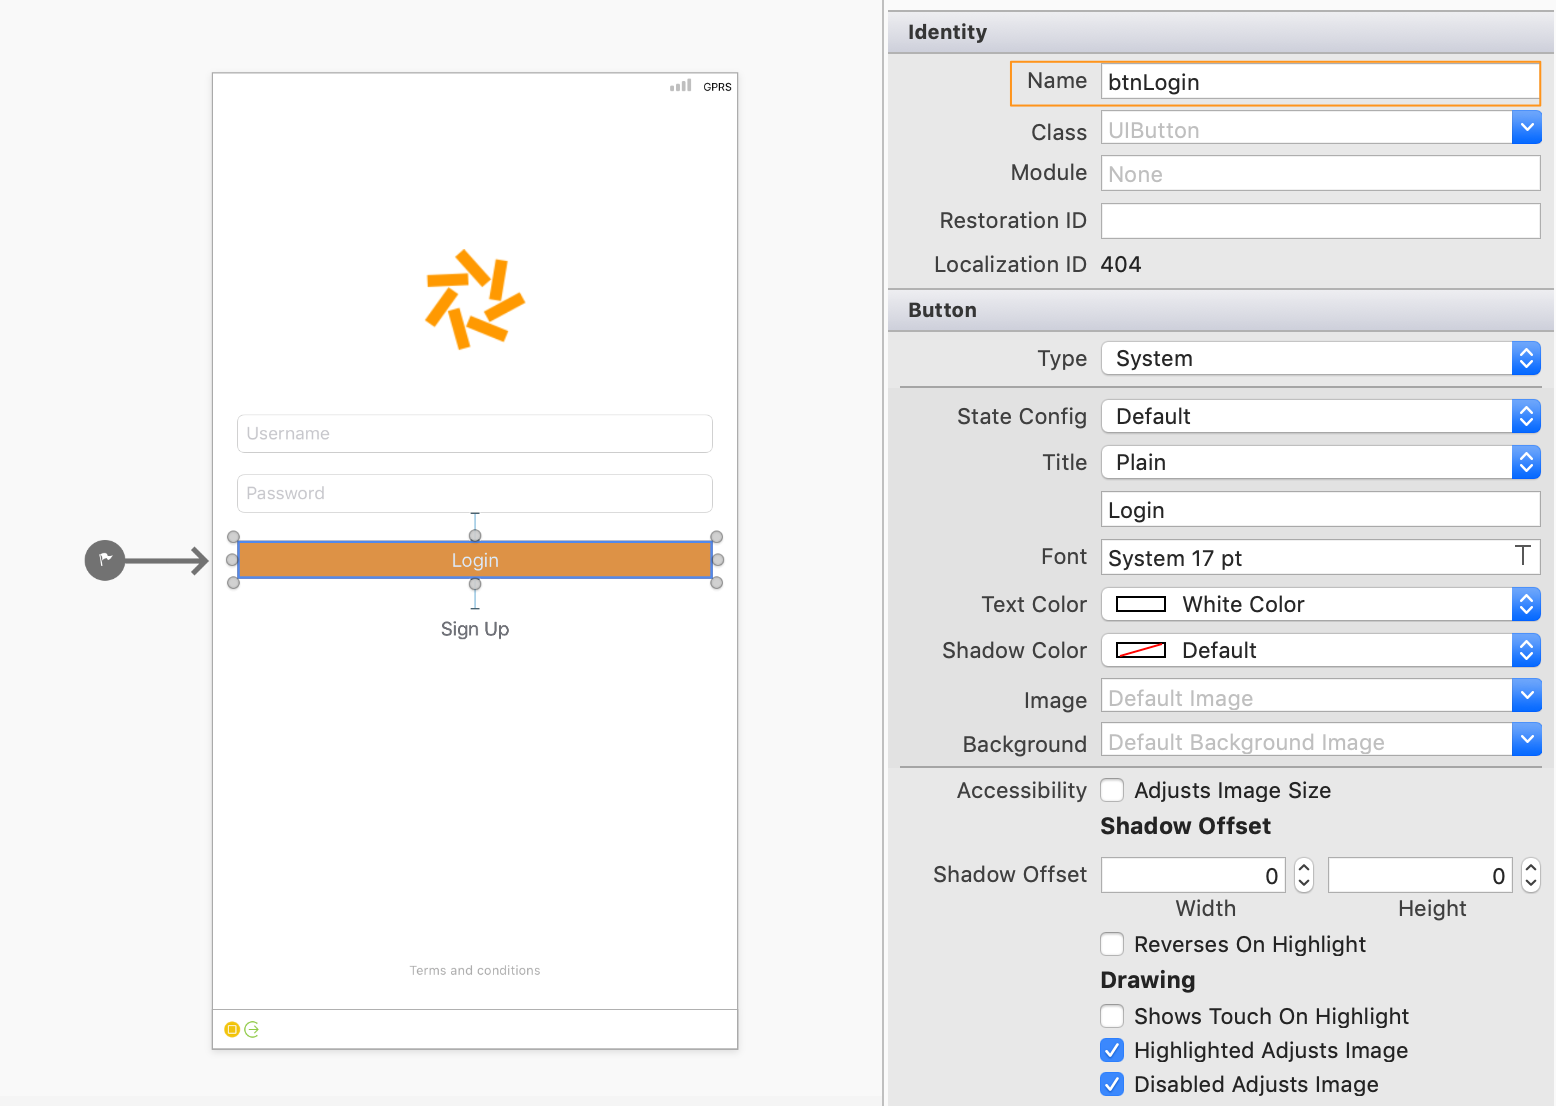 GPRS
Username
Password
Login
Sign Up
Terms and conditions
Identity
Name btnLogin
Class UIButton
Module None
Restoration ID
Localization ID 404
Button
Type System
State Config Default
Title Plain
Login
Font System 17 pt T
Text Color White Color
Shadow Color Default
Image Default Image
Background Default Background Image
Accessibility Adjusts Image Size
Shadow Offset
Shadow Offset 0 0
Width Height
Reverses On Highlight
Drawing
Shows Touch On Highlight
Highlighted Adjusts Image
Disabled Adjusts Image